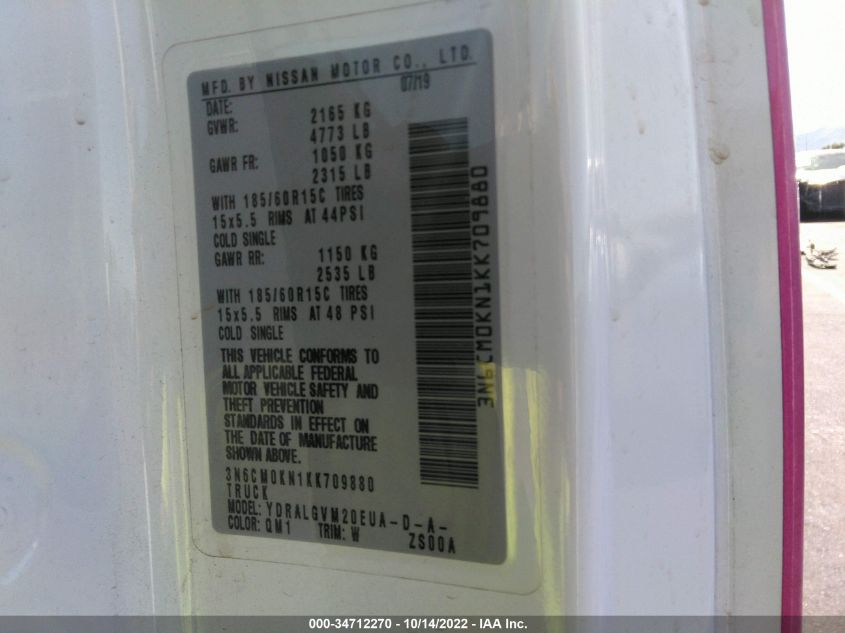 MFD. BY NISSAN MOTOR CO., LTD.
DATE: 07/19
GVWR: 2165 KG
4773 LB
GAWR FR: 1050 KG
2315 LB
WITH 185/60R15C TIRES
15x5.5 RIMS AT 44PSI
COLD SINGLE
GAWR RR: 1150 KG
2535 LB
WITH 185/60R15C TIRES
15x5.5 RIMS AT 48 PSI
COLD SINGLE
THIS VEHICLE CONFORMS TO
ALL APPLICABLE FEDERAL
MOTOR VEHICLE SAFETY AND
THEFT PREVENTION
STANDARDS IN EFFECT ON
THE DATE OF MANUFACTURE
SHOWN ABOVE.
3N6CM0KN1KK709880
TRUCK
MODEL: YDRALGVM20EUA-D-A-
COLOR: QM1 TRIM: W ZS00A
3N6CM0KN1KK709880
000-34712270 - 10/14/2022 - IAA Inc.